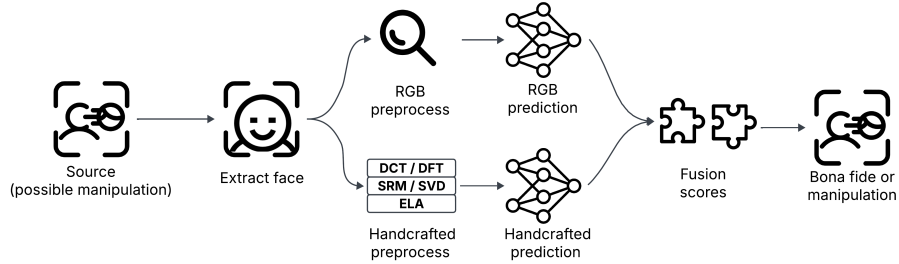 Source
(possible manipulation)
Extract face
RGB
preprocess
RGB
prediction
DCT / DFT
SRM / SVD
ELA
Handcrafted
preprocess
Handcrafted
prediction
Fusion
scores
Bona fide or
manipulation